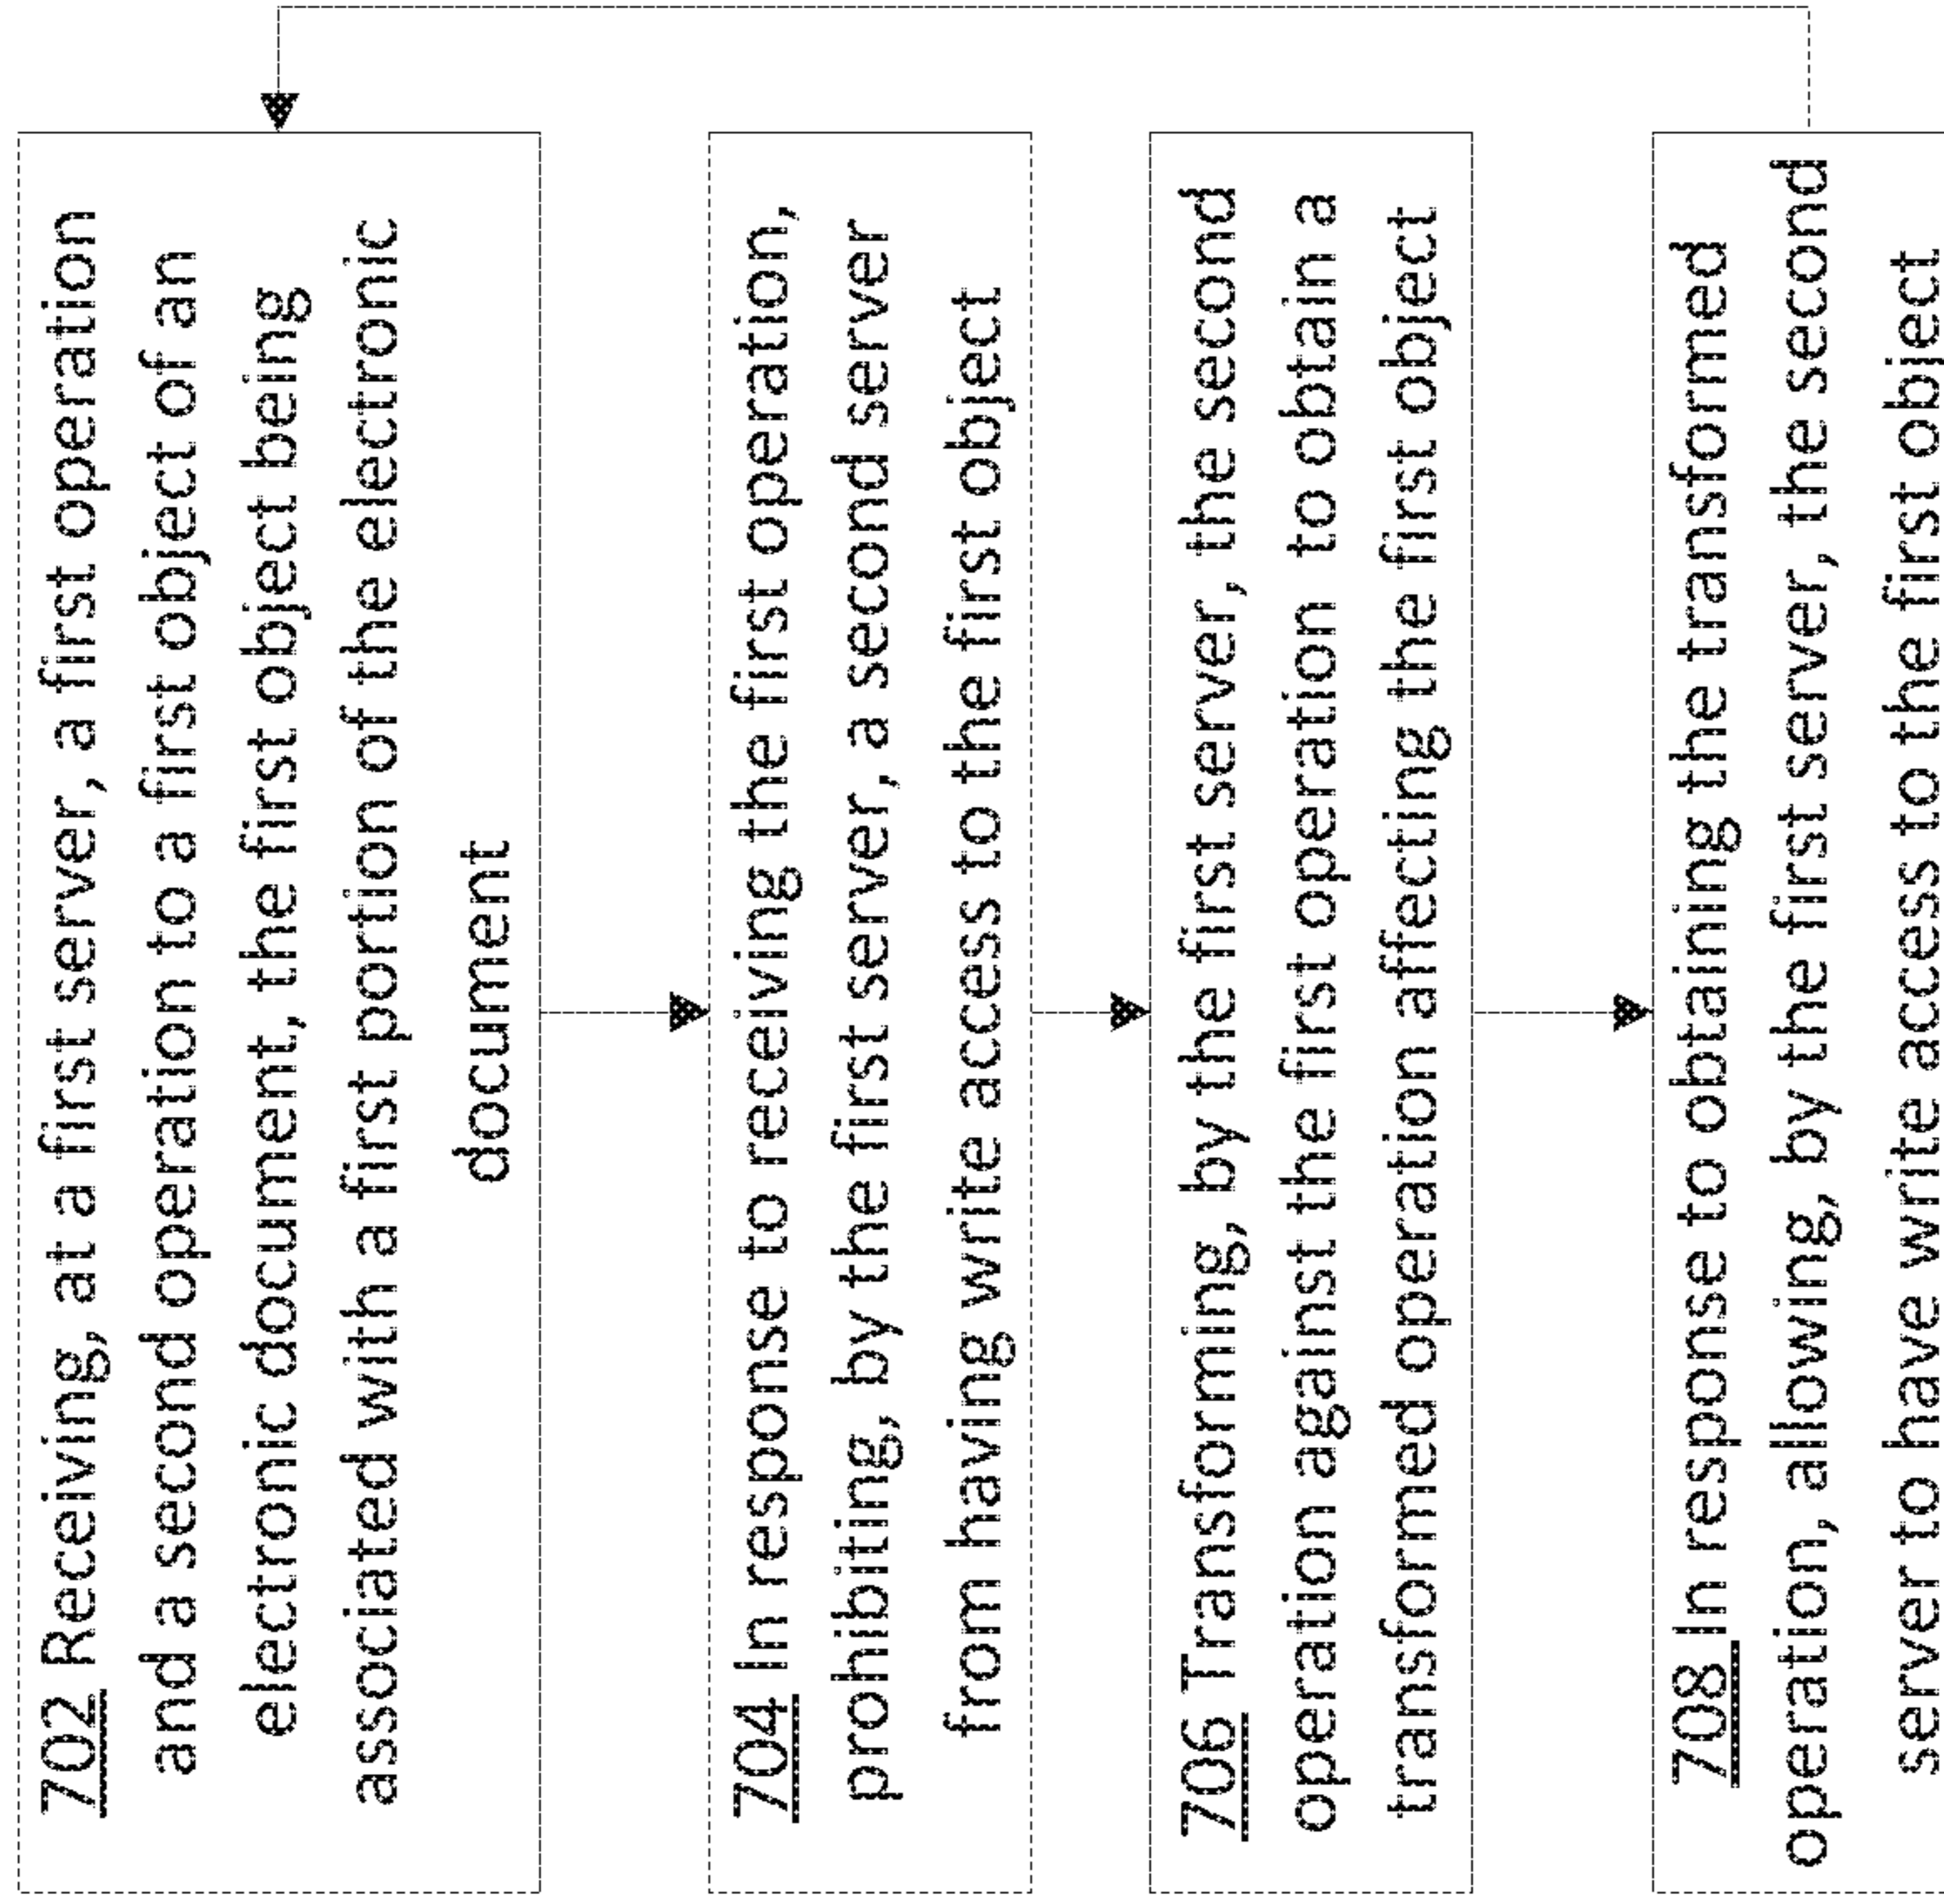 702 Receiving, at a first server, a first operation
and a second operation to a first object of an
electronic document, the first object being
associated with a first portion of the electronic
document
704 In response to receiving the first operation,
prohibiting, by the first server, a second server
from having write access to the first object
706 Transforming, by the first server, the second
operation against the first operation to obtain a
transformed operation affecting the first object
708 In response to obtaining the transformed
operation, allowing, by the first server, the second
server to have write access to the first object